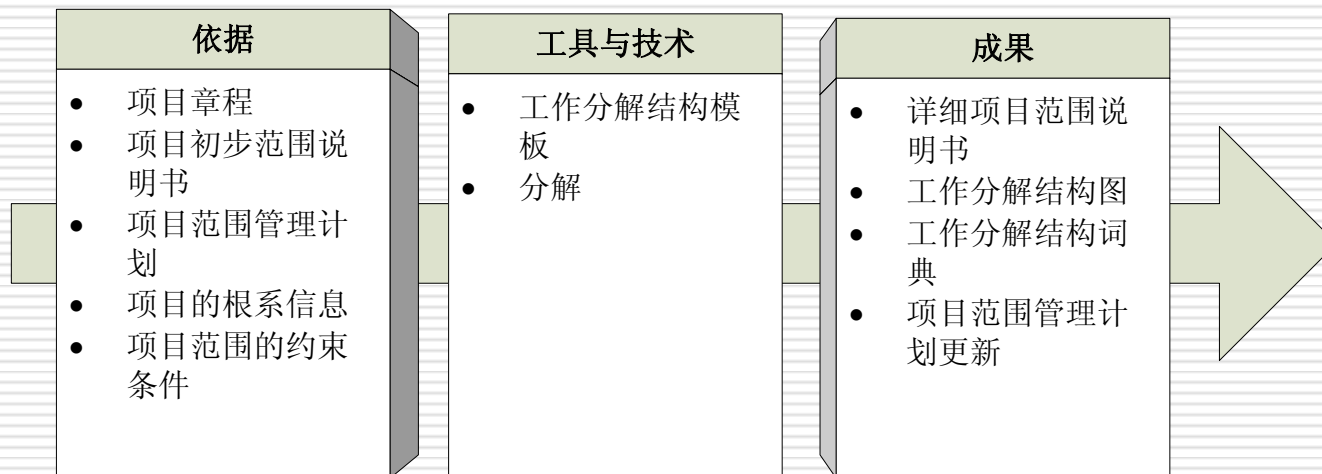 依据
● 项目章程
● 项目初步范围说
明书
● 项目范围管理计
划
● 项目的根系信息
● 项目范围的约束
条件
工具与技术
● 工作分解结构模
板
● 分解
成果
● 详细项目范围说
明书
● 工作分解结构图
● 工作分解结构词
典
● 项目范围管理计
划更新